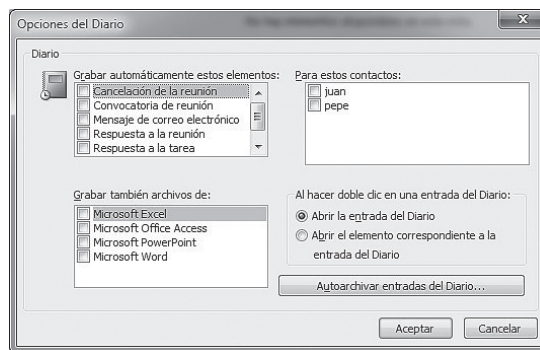 Opciones del Diario
Diario
Grabar automáticamente estos elementos:
Cancelación de la reunión
Convocatoria de reunión
Mensaje de correo electrónico
Respuesta a la reunión
Respuesta a la tarea
Para estos contactos:
juan
pepe
Grabar también archivos de:
Microsoft Excel
Microsoft Office Access
Microsoft PowerPoint
Microsoft Word
Al hacer doble clic en una entrada del Diario:
Abrir la entrada del Diario
Abrir el elemento correspondiente a la
entrada del Diario
Autoarchivar entradas del Diario...
Aceptar
Cancelar